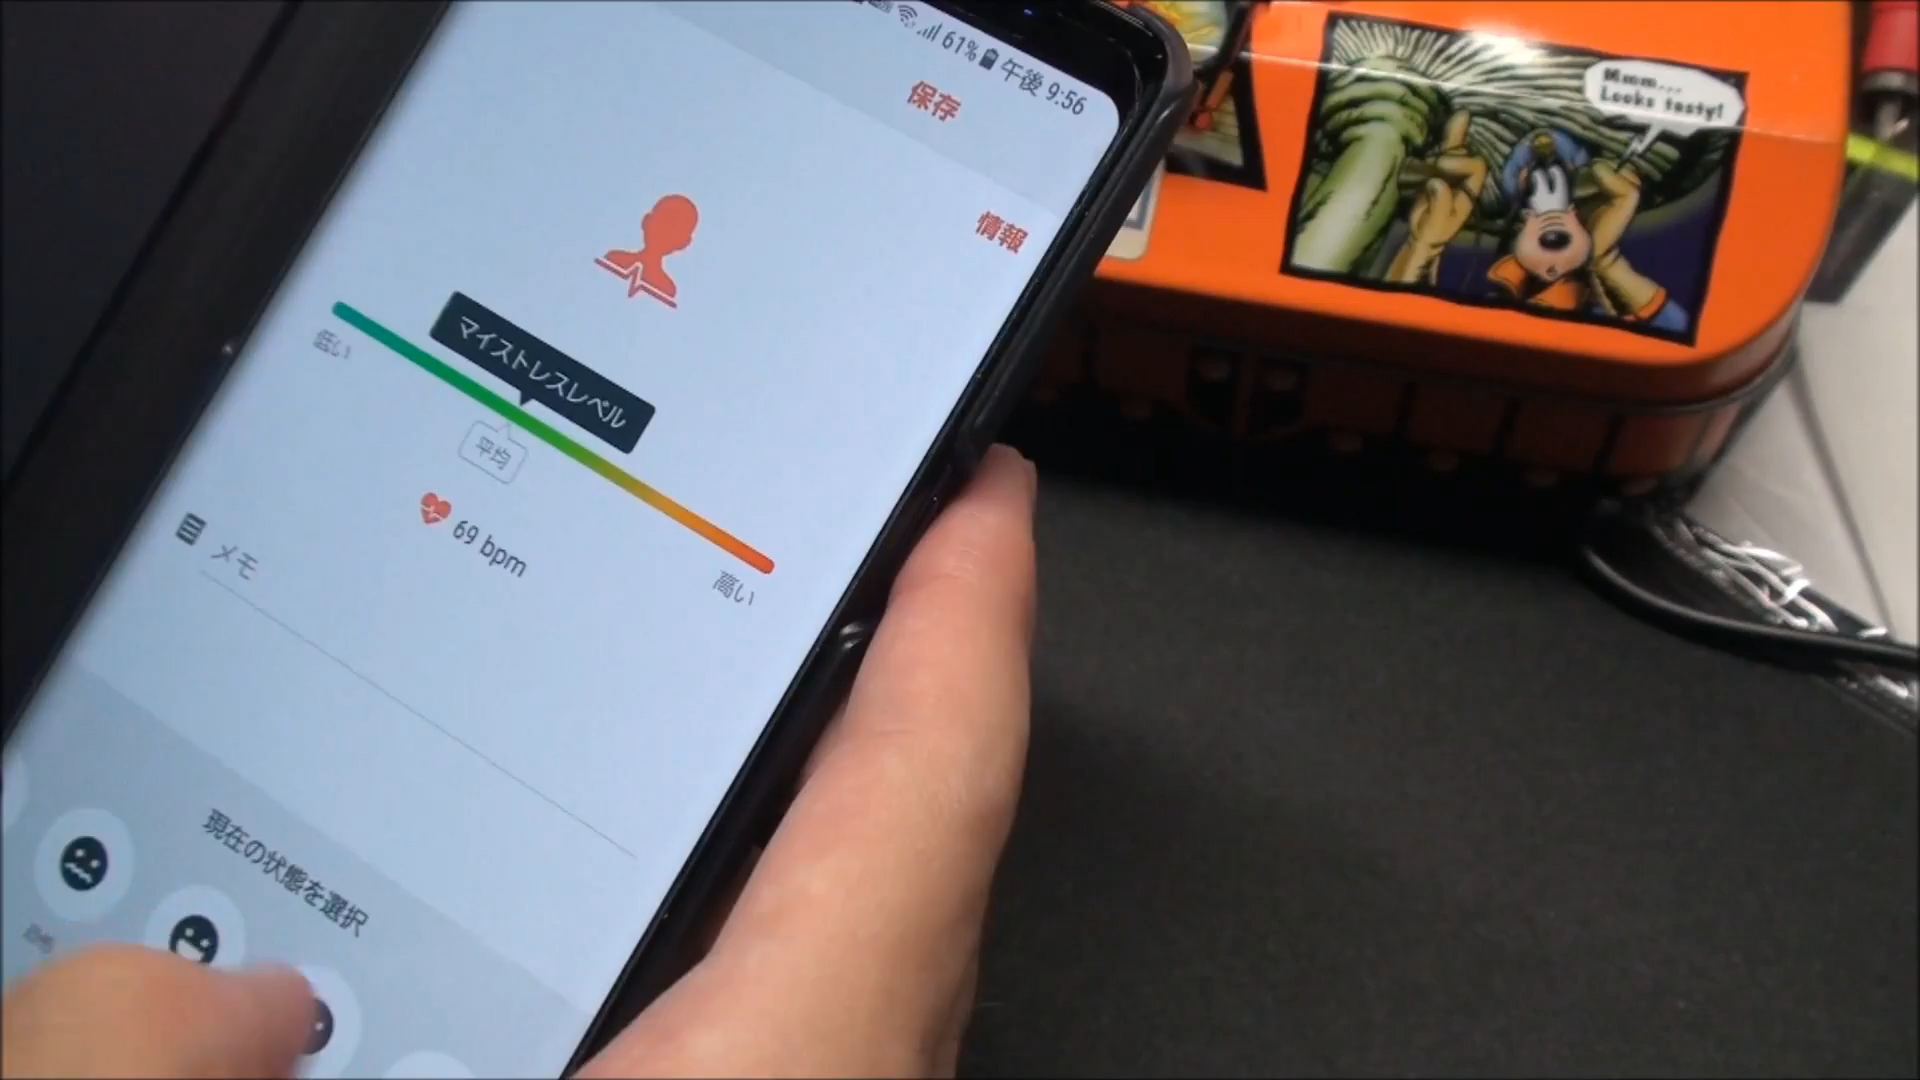 61% 午後 9:56
保存
情報
マイストレスレベル
低い
平均
高い
69 bpm
メモ
現在の状態を選択
Mmm...
Looks tasty!